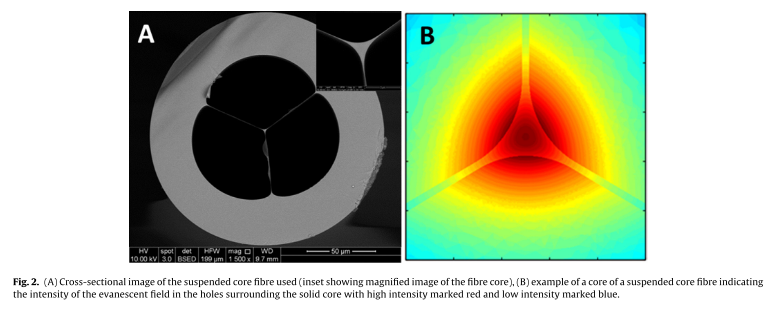 A
B
HV spot det HFW mag □ WD
10.00 kV 3.0 BSED 199 µm 1 500 x 9.7 mm
50 µm
Fig. 2. (A) Cross-sectional image of the suspended core fibre used (inset showing magnified image of the fibre core), (B) example of a core of a suspended core fibre indicating
the intensity of the evanescent field in the holes surrounding the solid core with high intensity marked red and low intensity marked blue.